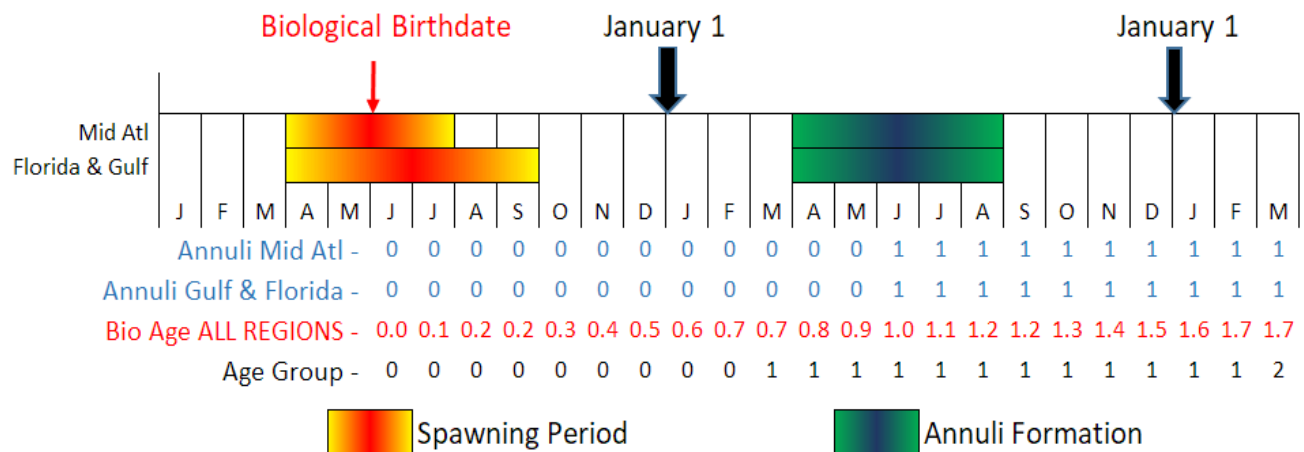 Biological Birthdate January 1 January 1
Mid Atl
Florida & Gulf
J F M A M J J A S O N D J F M A M J J A S O N D J F M
Annuli Mid Atl - 0 0 0 0 0 0 0 0 0 0 0 0 1 1 1 1 1 1 1 1 1 1
Annuli Gulf & Florida - 0 0 0 0 0 0 0 0 0 0 0 0 1 1 1 1 1 1 1 1 1 1
Bio Age ALL REGIONS - 0.0 0.1 0.2 0.2 0.3 0.4 0.5 0.6 0.7 0.7 0.8 0.9 1.0 1.1 1.2 1.2 1.3 1.4 1.5 1.6 1.7 1.7
Age Group - 0 0 0 0 0 0 0 0 0 1 1 1 1 1 1 1 1 1 1 1 1 2
Spawning Period Annuli Formation